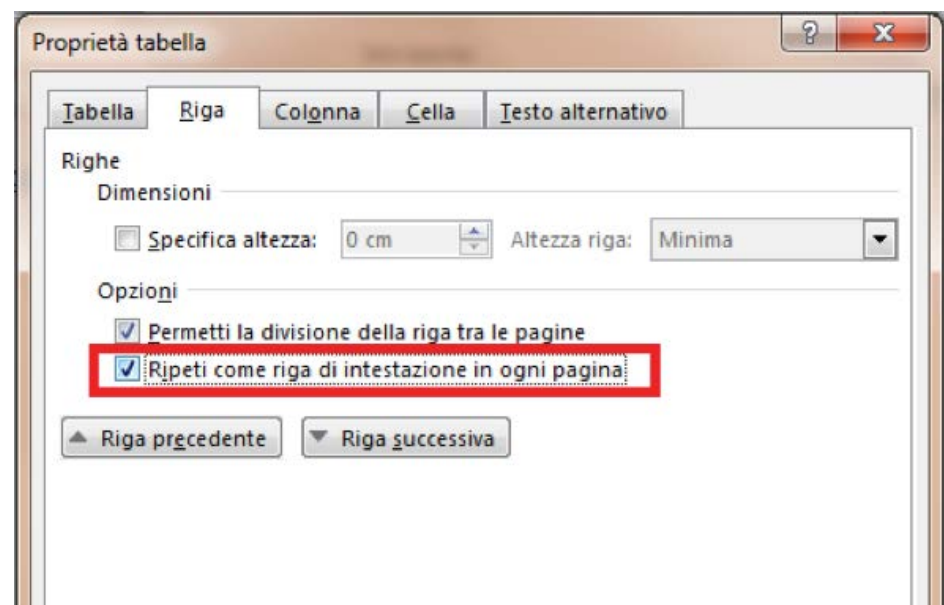 Proprietà tabella
Tabella Riga Colonna Cella Testo alternativo
Righe
Dimensioni
Specifica altezza: 0 cm Altezza riga: Minima
Opzioni
Permetti la divisione della riga tra le pagine
Ripeti come riga di intestazione in ogni pagina
Riga precedente Riga successiva